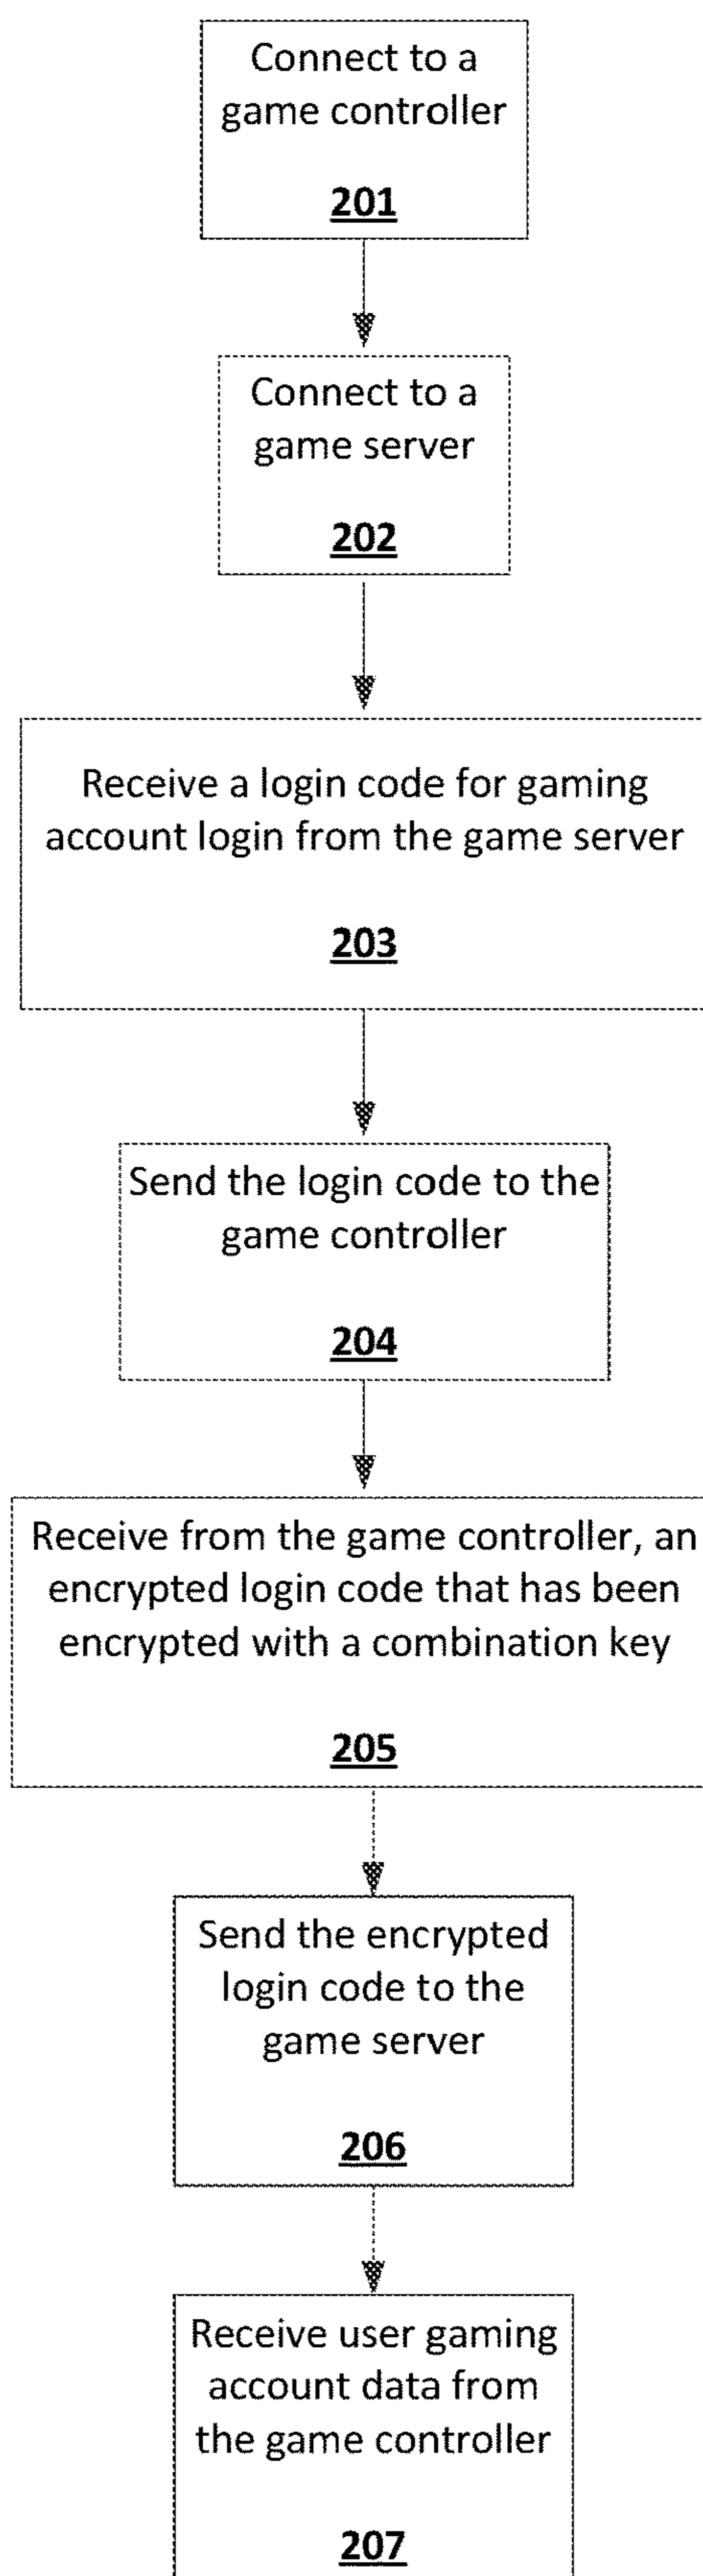 Connect to a
game controller
201
Connect to a
game server
202
Receive a login code for gaming
account login from the game server
203
Send the login code to the
game controller
204
Receive from the game controller, an
encrypted login code that has been
encrypted with a combination key
205
Send the encrypted
login code to the
game server
206
Receive user gaming
account data from
the game controller
207